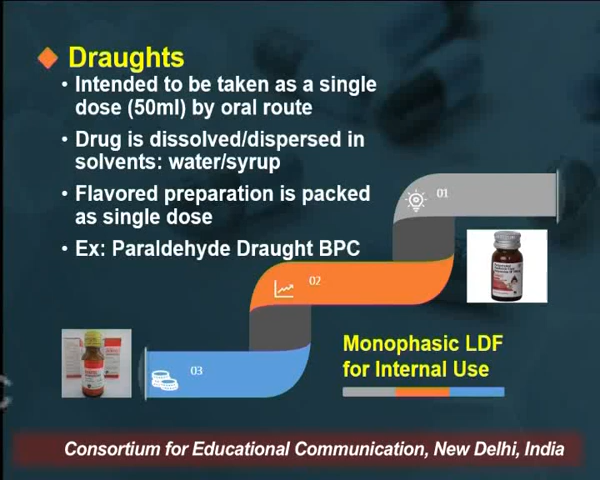 Draughts
• Intended to be taken as a single
dose (50ml) by oral route
• Drug is dissolved/dispersed in
solvents: water/syrup
• Flavored preparation is packed
as single dose
• Ex: Paraldehyde Draught BPC
01
02
03
Monophasic LDF
for Internal Use
Consortium for Educational Communication, New Delhi, India